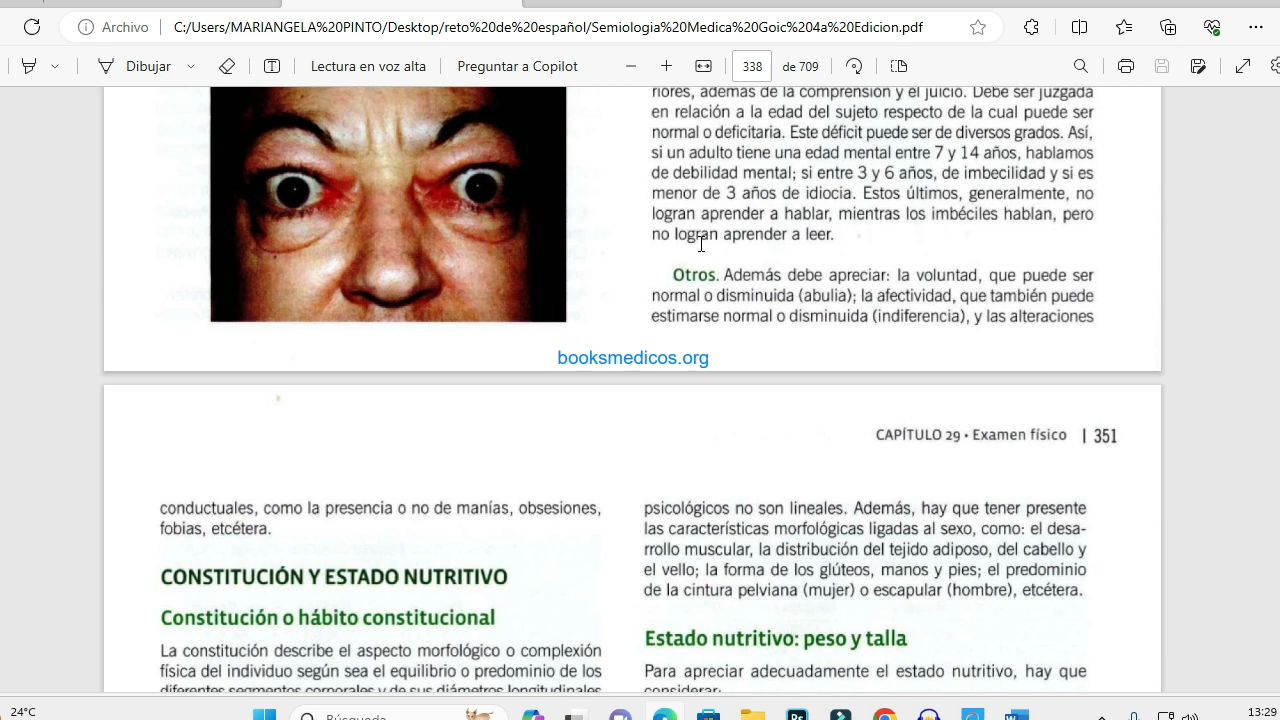 Archivo
C:/Users/MARIANGELA%20PINTO/Desktop/reto%20de%20español/Semiologia%20Medica%20Goic%204a%20Edicion.pdf
Dibujar
Lectura en voz alta
Preguntar a Copilot
338
de 709
riores, además de la comprensión y el juicio. Debe ser juzgada
en relación a la edad del sujeto respecto de la cual puede ser
normal o deficitaria. Este déficit puede ser de diversos grados. Así,
si un adulto tiene una edad mental entre 7 y 14 años, hablamos
de debilidad mental; si entre 3 y 6 años, de imbecilidad y si es
menor de 3 años de idiocia. Estos últimos, generalmente, no
logran aprender a hablar, mientras los imbéciles hablan, pero
no logran aprender a leer.
Otros. Además debe apreciar: la voluntad, que puede ser
normal o disminuida (abulia); la afectividad, que también puede
estimarse normal o disminuida (indiferencia), y las alteraciones
booksmedicos.org
CAPÍTULO 29 • Examen físico | 351
conductuales, como la presencia o no de manías, obsesiones,
fobias, etcétera.
CONSTITUCIÓN Y ESTADO NUTRITIVO
Constitución o hábito constitucional
La constitución describe el aspecto morfológico o complexión
física del individuo según sea el equilibrio o predominio de los
diferentes segmentos corporales y de sus diámetros longitudinales
psicológicos no son lineales. Además, hay que tener presente
las características morfológicas ligadas al sexo, como: el desa-
rrollo muscular, la distribución del tejido adiposo, del cabello y
el vello; la forma de los glúteos, manos y pies; el predominio
de la cintura pelviana (mujer) o escapular (hombre), etcétera.
Estado nutritivo: peso y talla
Para apreciar adecuadamente el estado nutritivo, hay que
considerar:
24°C
Búsqueda
Ps
13:29